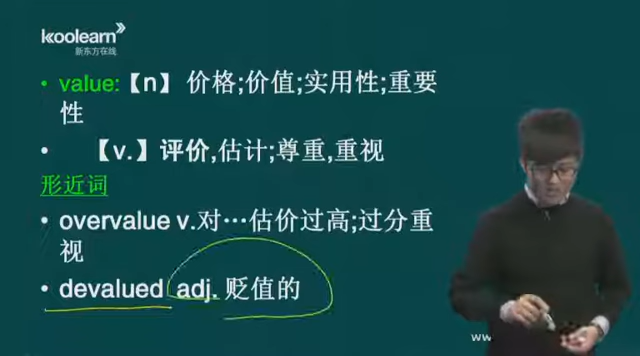 koolearn
新东方在线
• value:【n】 价格;价值;实用性;重要
性
• 【v.】评价,估计;尊重,重视
形近词
• overvalue v.对…估价过高;过分重
视
• devalued adj. 贬值的
www.